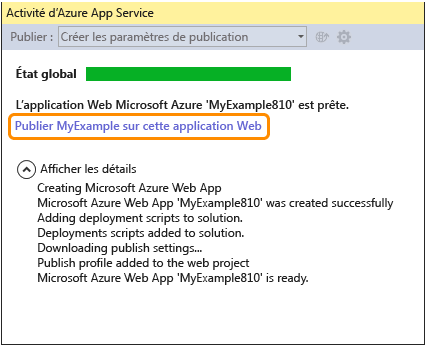 Activité d'Azure App Service
Publier : Créer les paramètres de publication
État global
L'application Web Microsoft Azure 'MyExample810' est prête.
Publier MyExample sur cette application Web
Afficher les détails
Creating Microsoft Azure Web App
Microsoft Azure Web App 'MyExample810' was created successfully
Adding deployment scripts to solution.
Deployments scripts added to solution.
Downloading publish settings...
Publish profile added to the web project
Microsoft Azure Web App 'MyExample810' is ready.